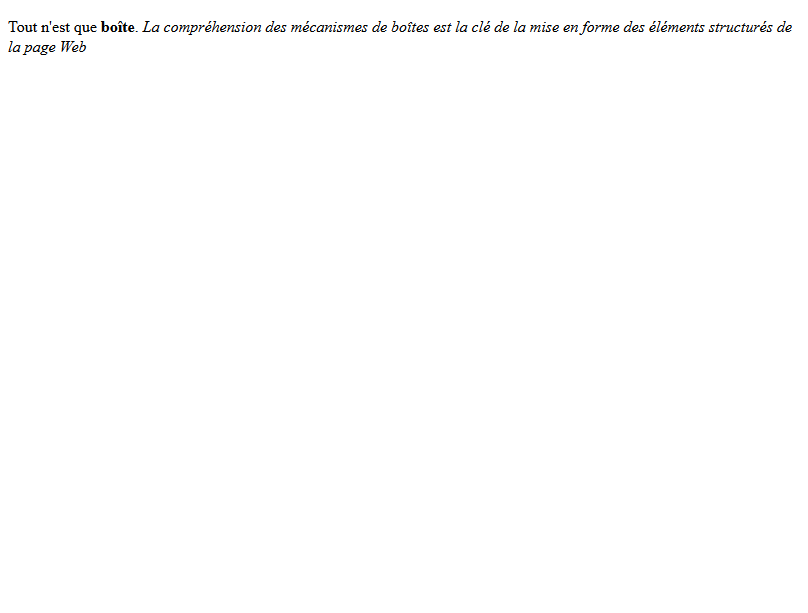 Tout n'est que boîte. La compréhension des mécanismes de boîtes est la clé de la mise en forme des éléments structurés de
la page Web